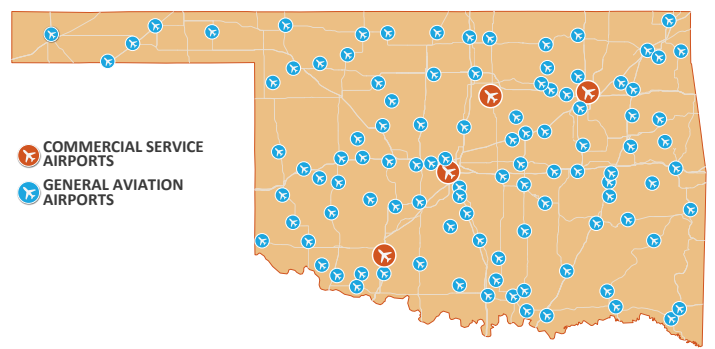 COMMERCIAL SERVICE
AIRPORTS
GENERAL AVIATION
AIRPORTS